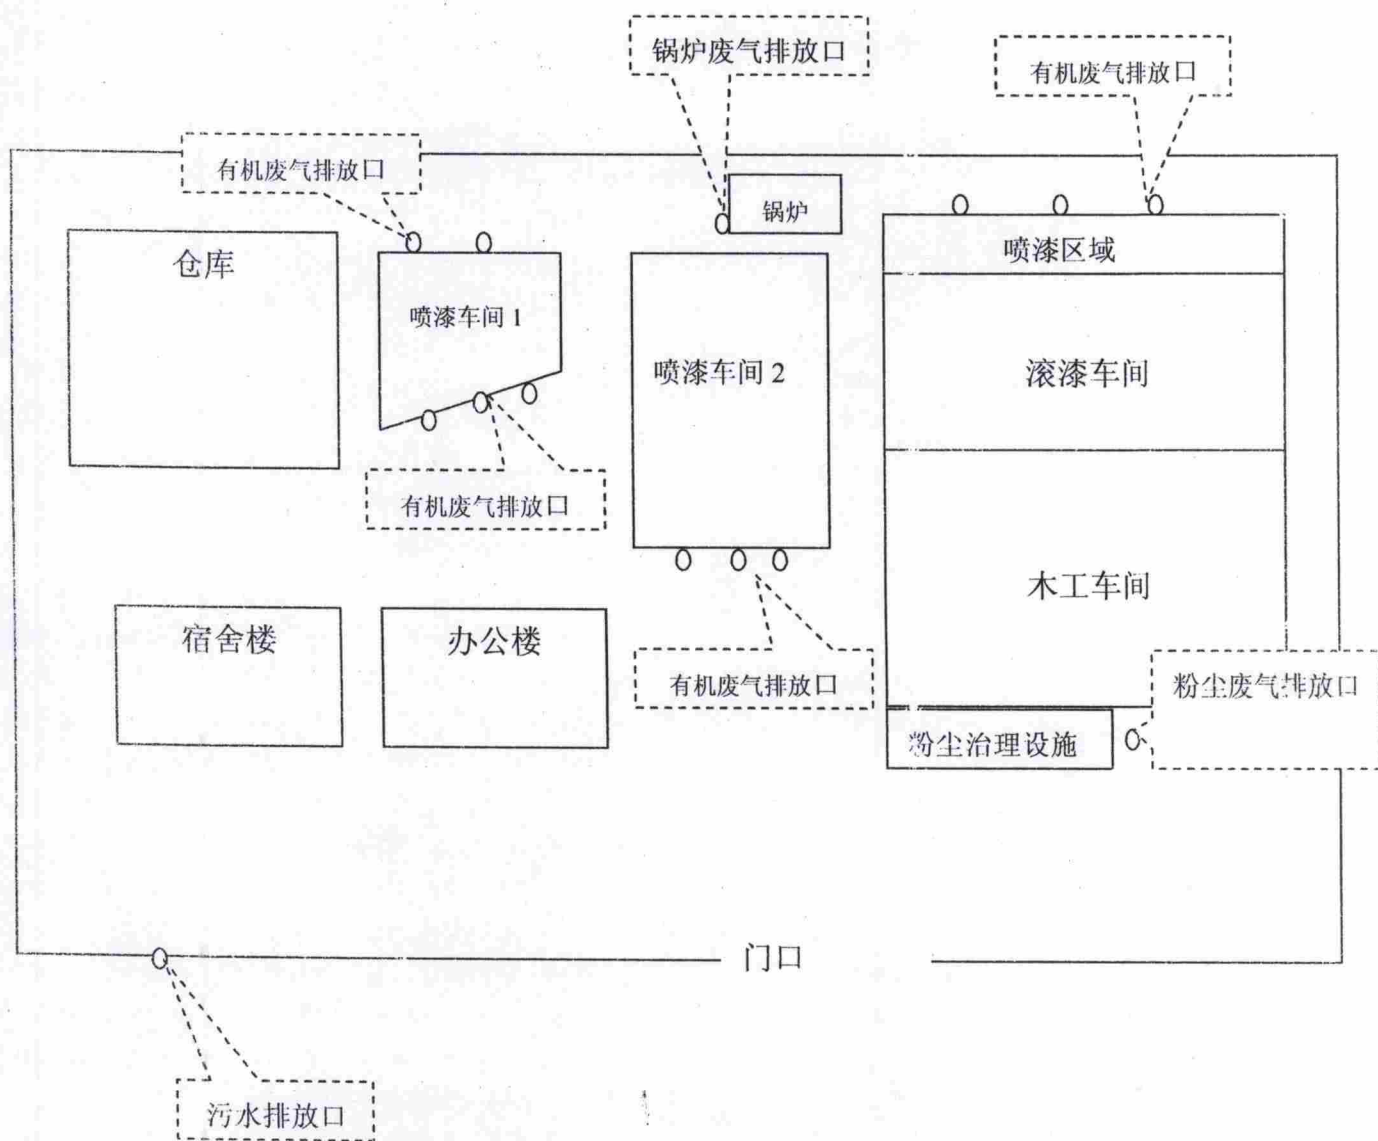 锅炉废气排放口
有机废气排放口
有机废气排放口
锅炉
仓库
喷漆区域
喷漆车间 1
喷漆车间 2
滚漆车间
有机废气排放口
木工车间
宿舍楼
办公楼
有机废气排放口
粉尘废气排放口
粉尘治理设施
门口
污水排放口